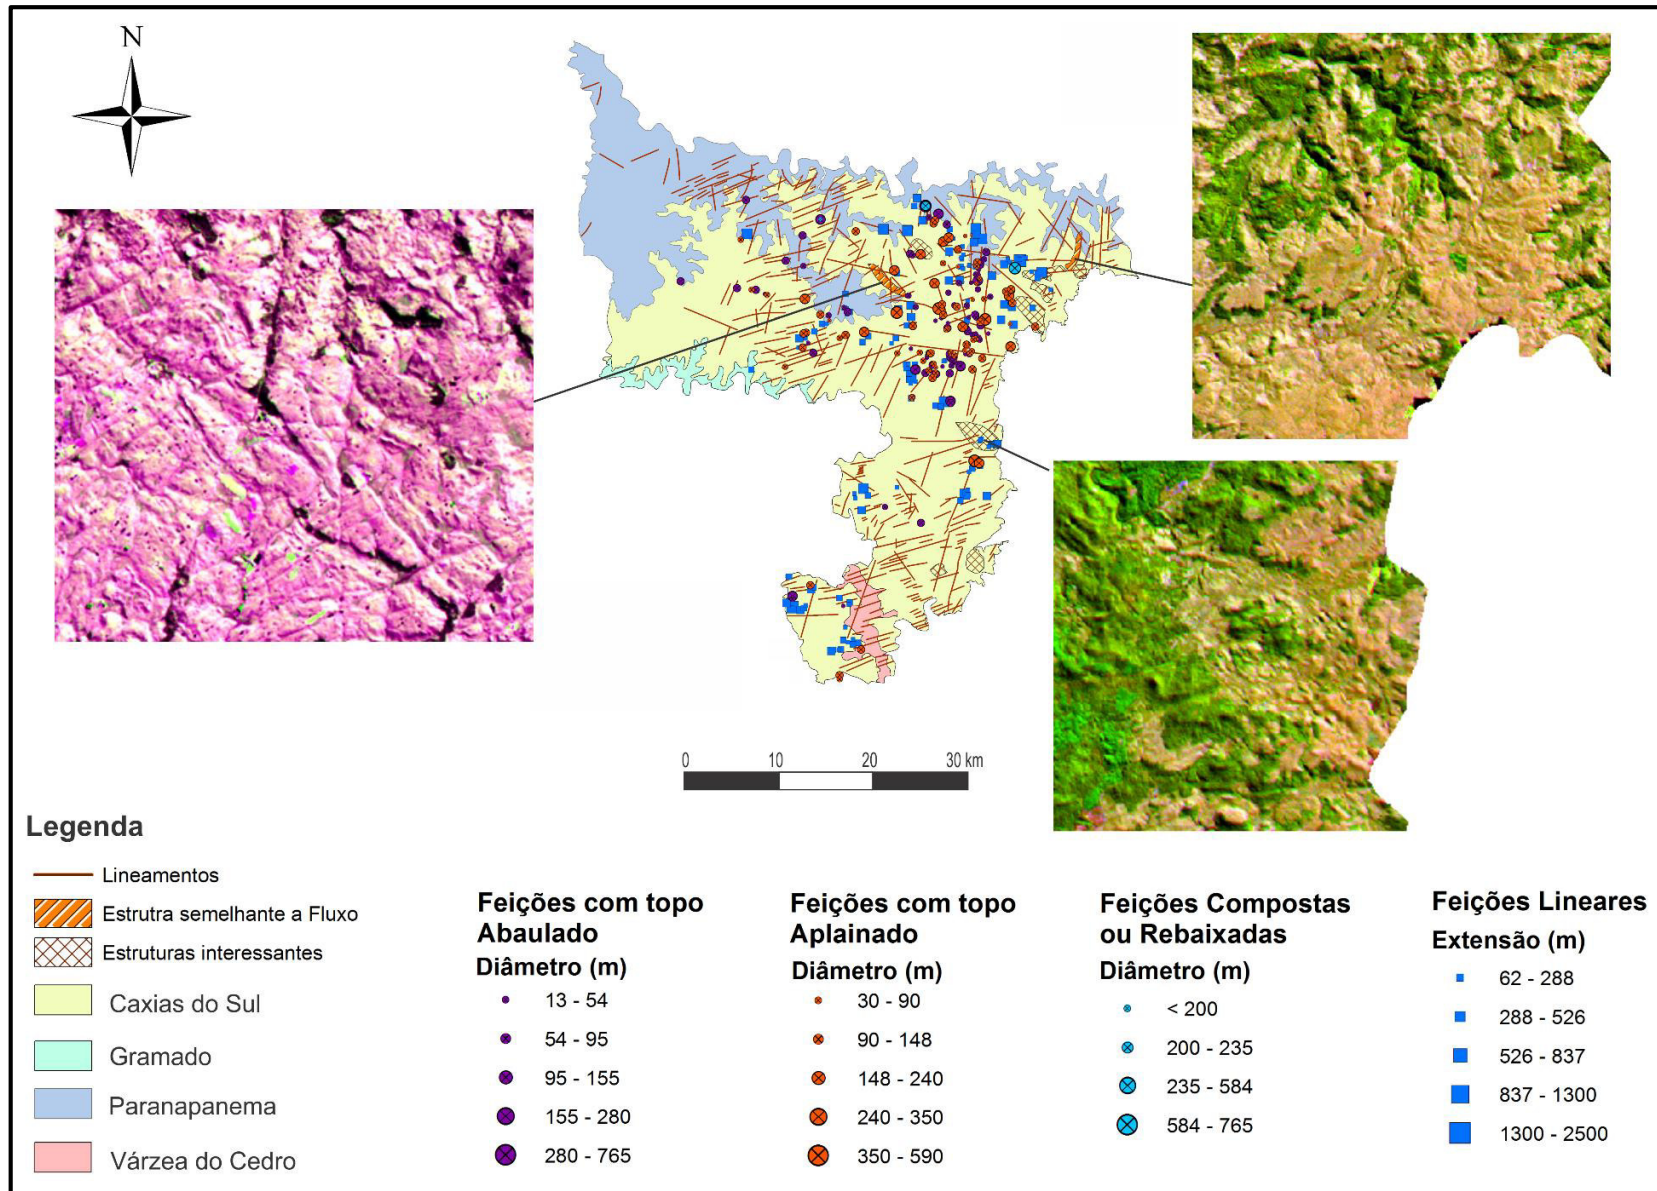 N
0 10 20 30 km
Legenda
Lineamentos
Estrutra semelhante a Fluxo
Estruturas interessantes
Caxias do Sul
Gramado
Paranapanema
Várzea do Cedro
Feições com topo
Abaulado
Diâmetro (m)
13 - 54
54 - 95
95 - 155
155 - 280
280 - 765
Feições com topo
Aplainado
Diâmetro (m)
30 - 90
90 - 148
148 - 240
240 - 350
350 - 590
Feições Compostas
ou Rebaixadas
Diâmetro (m)
< 200
200 - 235
235 - 584
584 - 765
Feições Lineares
Extensão (m)
62 - 288
288 - 526
526 - 837
837 - 1300
1300 - 2500